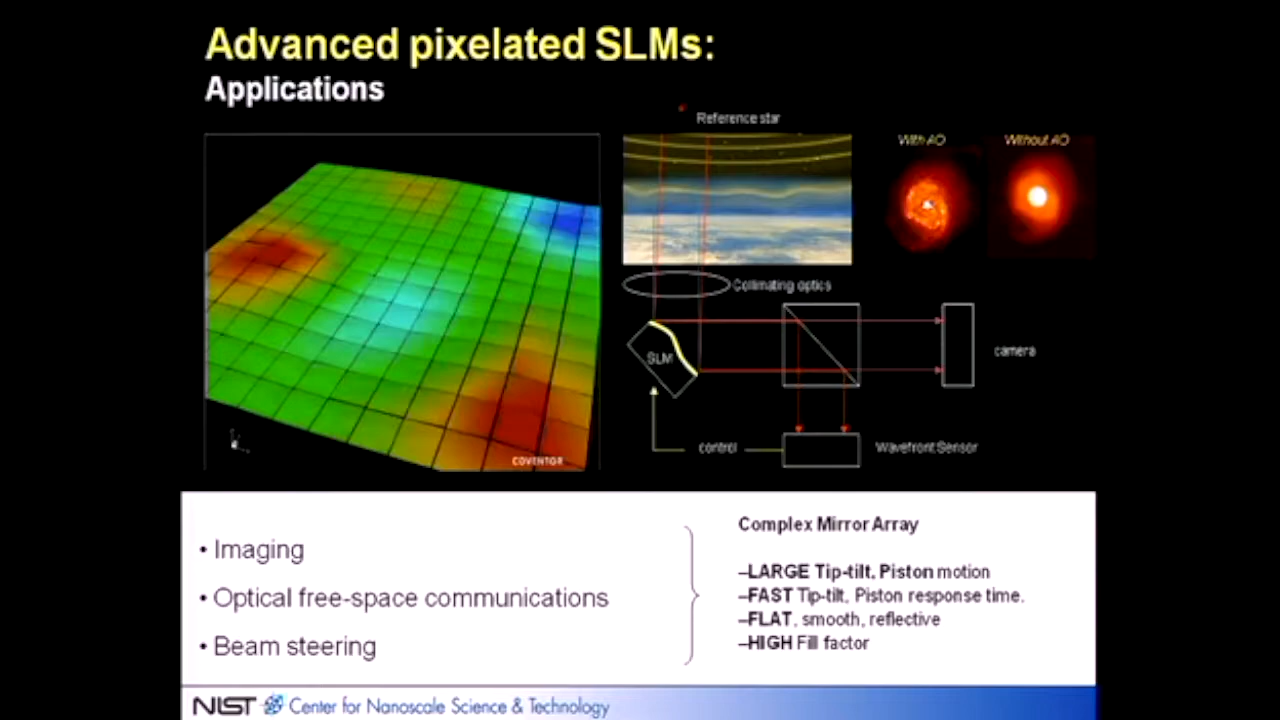 Advanced pixelated SLMs:
Applications
Reference star
With AO
Without AO
Collimating optics
SLM
camera
control
Wavefront Sensor
COVENTOR
• Imaging
• Optical free-space communications
• Beam steering
Complex Mirror Array
–LARGE Tip-tilt, Piston motion
–FAST Tip-tilt, Piston response time.
–FLAT, smooth, reflective
–HIGH Fill factor
NIST Center for Nanoscale Science & Technology